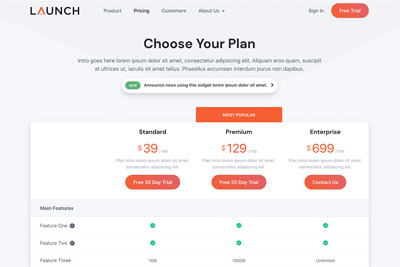 LAUNCH
Product Pricing Customers About Us Sign In Free Trial
Choose Your Plan
Intro goes here lorem ipsum dolor sit amet, consectetur adipiscing elit. Aliquam eros quam, suscipit
at ultrices ut, iaculis sit amet tellus. Phasellus accumsan interdum purus non dapibus.
NEW Announce news using this widget lorem ipsum dolor sit amet.
MOST POPULAR
Standard Premium Enterprise
$39 /mo $129 /mo $699 /mo
Plan intro lorem ipsum dolor sit amet, Plan intro lorem ipsum dolor sit amet, Plan intro lorem ipsum dolor sit amet,
consectetur adipiscing elit. consectetur adipiscing elit. consectetur adipiscing elit.
Free 30 Day Trial Free 30 Day Trial Contact Us
Main Features
Feature One
Feature Two
Feature Three 1GB 100GB Unlimited